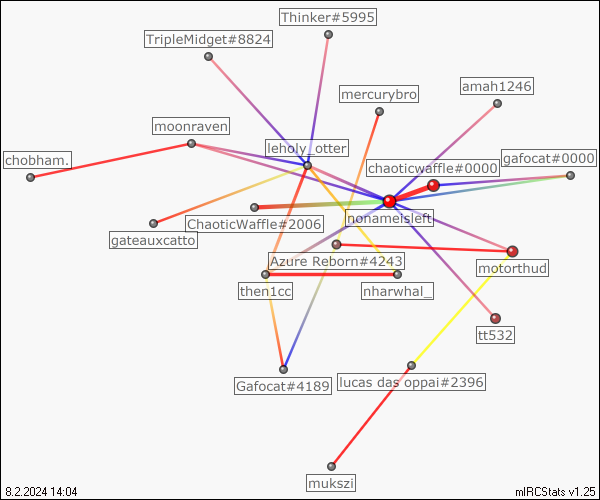 Thinker#5995
TripleMidget#8824
amah1246
mercurybro
moonraven
leholy_otter
chobham.
gafocat#0000
chaoticwaffle#0000
nonameisleft
ChaoticWaffle#2006
gateauxcatto
Azure Reborn#4243
motorthud
then1cc
nharwhal_
tt532
Gafocat#4189
lucas das oppai#2396
mukszi
8.2.2024 14:04
mIRCStats v1.25